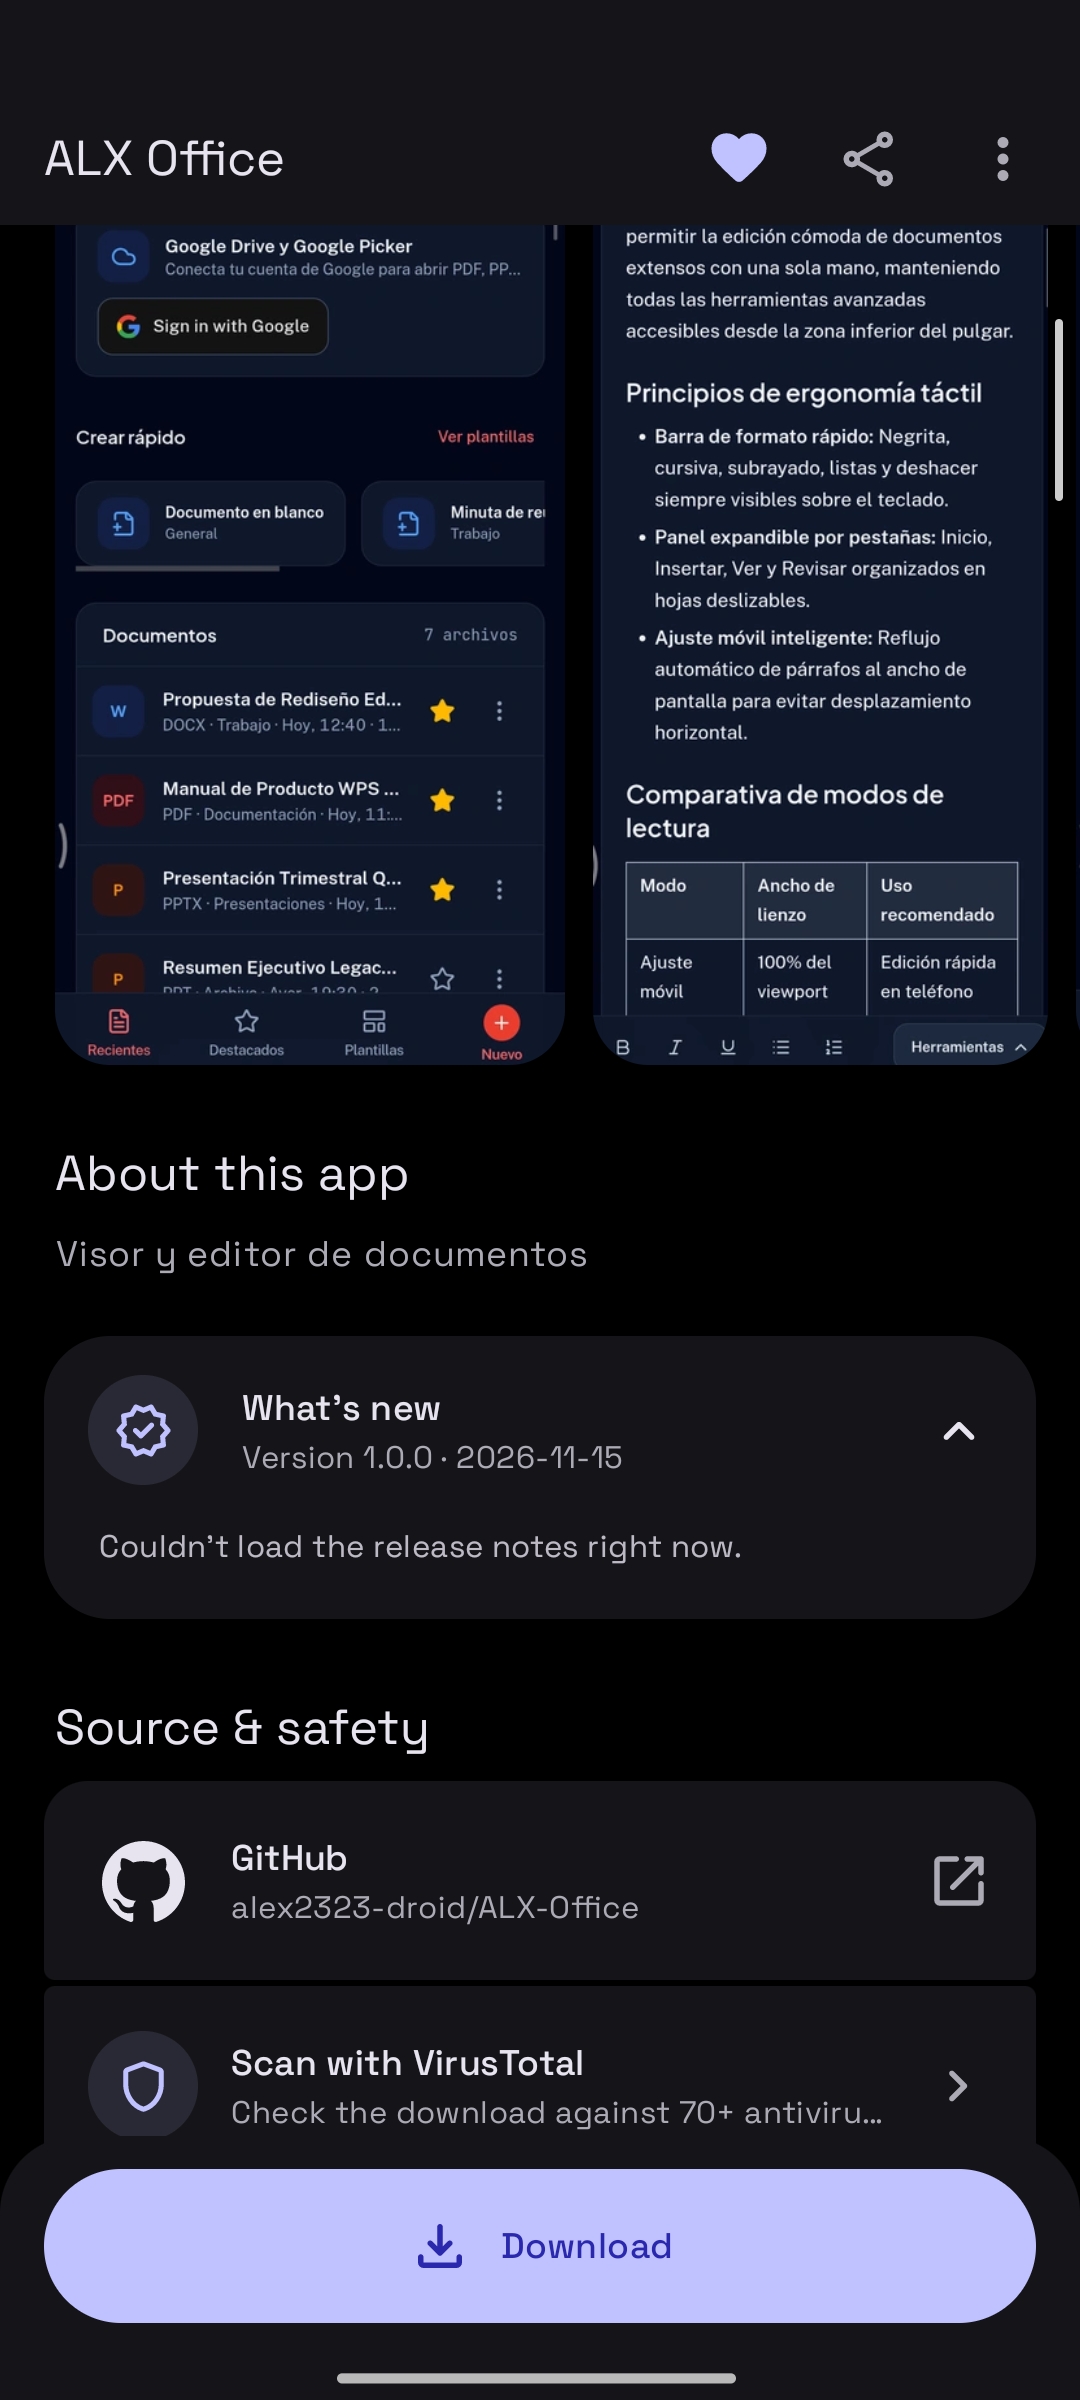 ALX Office
Google Drive y Google Picker
Conecta tu cuenta de Google para abrir PDF, PP...
Sign in with Google
Crear rápido
Ver plantillas
Documento en blanco
General
Minuta de reu
Trabajo
Documentos
7 archivos
W
Propuesta de Rediseño Ed...
DOCX · Trabajo · Hoy, 12:40 · 1...
PDF
Manual de Producto WPS ...
PDF · Documentación · Hoy, 11:...
P
Presentación Trimestral Q...
PPTX · Presentaciones · Hoy, 1...
P
Resumen Ejecutivo Legac...
PPT · Archivo · Ayer, 19:30 · 2...
Recientes
Destacados
Plantillas
Nuevo
permitir la edición cómoda de documentos
extensos con una sola mano, manteniendo
todas las herramientas avanzadas
accesibles desde la zona inferior del pulgar.
Principios de ergonomía táctil
• Barra de formato rápido: Negrita,
cursiva, subrayado, listas y deshacer
siempre visibles sobre el teclado.
• Panel expandible por pestañas: Inicio,
Insertar, Ver y Revisar organizados en
hojas deslizables.
• Ajuste móvil inteligente: Reflujo
automático de párrafos al ancho de
pantalla para evitar desplazamiento
horizontal.
Comparativa de modos de
lectura
Modo
Ancho de
lienzo
Uso
recomendado
Ajuste
móvil
100% del
viewport
Edición rápida
en teléfono
B I U
Herramientas
About this app
Visor y editor de documentos
What's new
Version 1.0.0 · 2026-11-15
Couldn't load the release notes right now.
Source & safety
GitHub
alex2323-droid/ALX-Office
Scan with VirusTotal
Check the download against 70+ antiviru...
Download